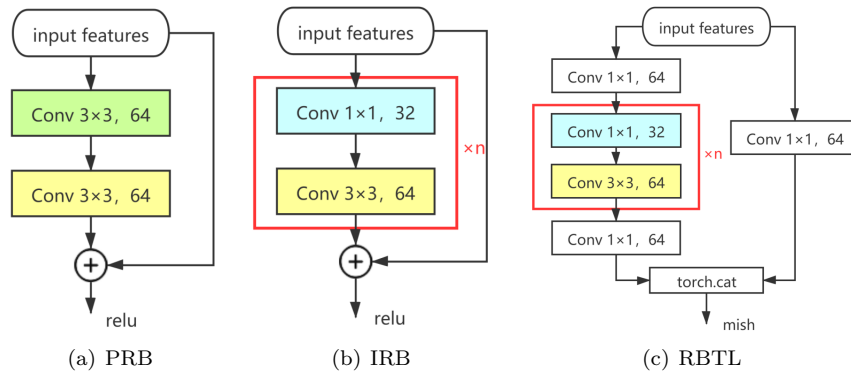 input features
Conv 3×3, 64
Conv 3×3, 64
relu
(a) PRB
input features
Conv 1×1, 32
Conv 3×3, 64
×n
relu
(b) IRB
input features
Conv 1×1, 64
Conv 1×1, 32
Conv 3×3, 64
×n
Conv 1×1, 64
Conv 1×1, 64
torch.cat
mish
(c) RBTL